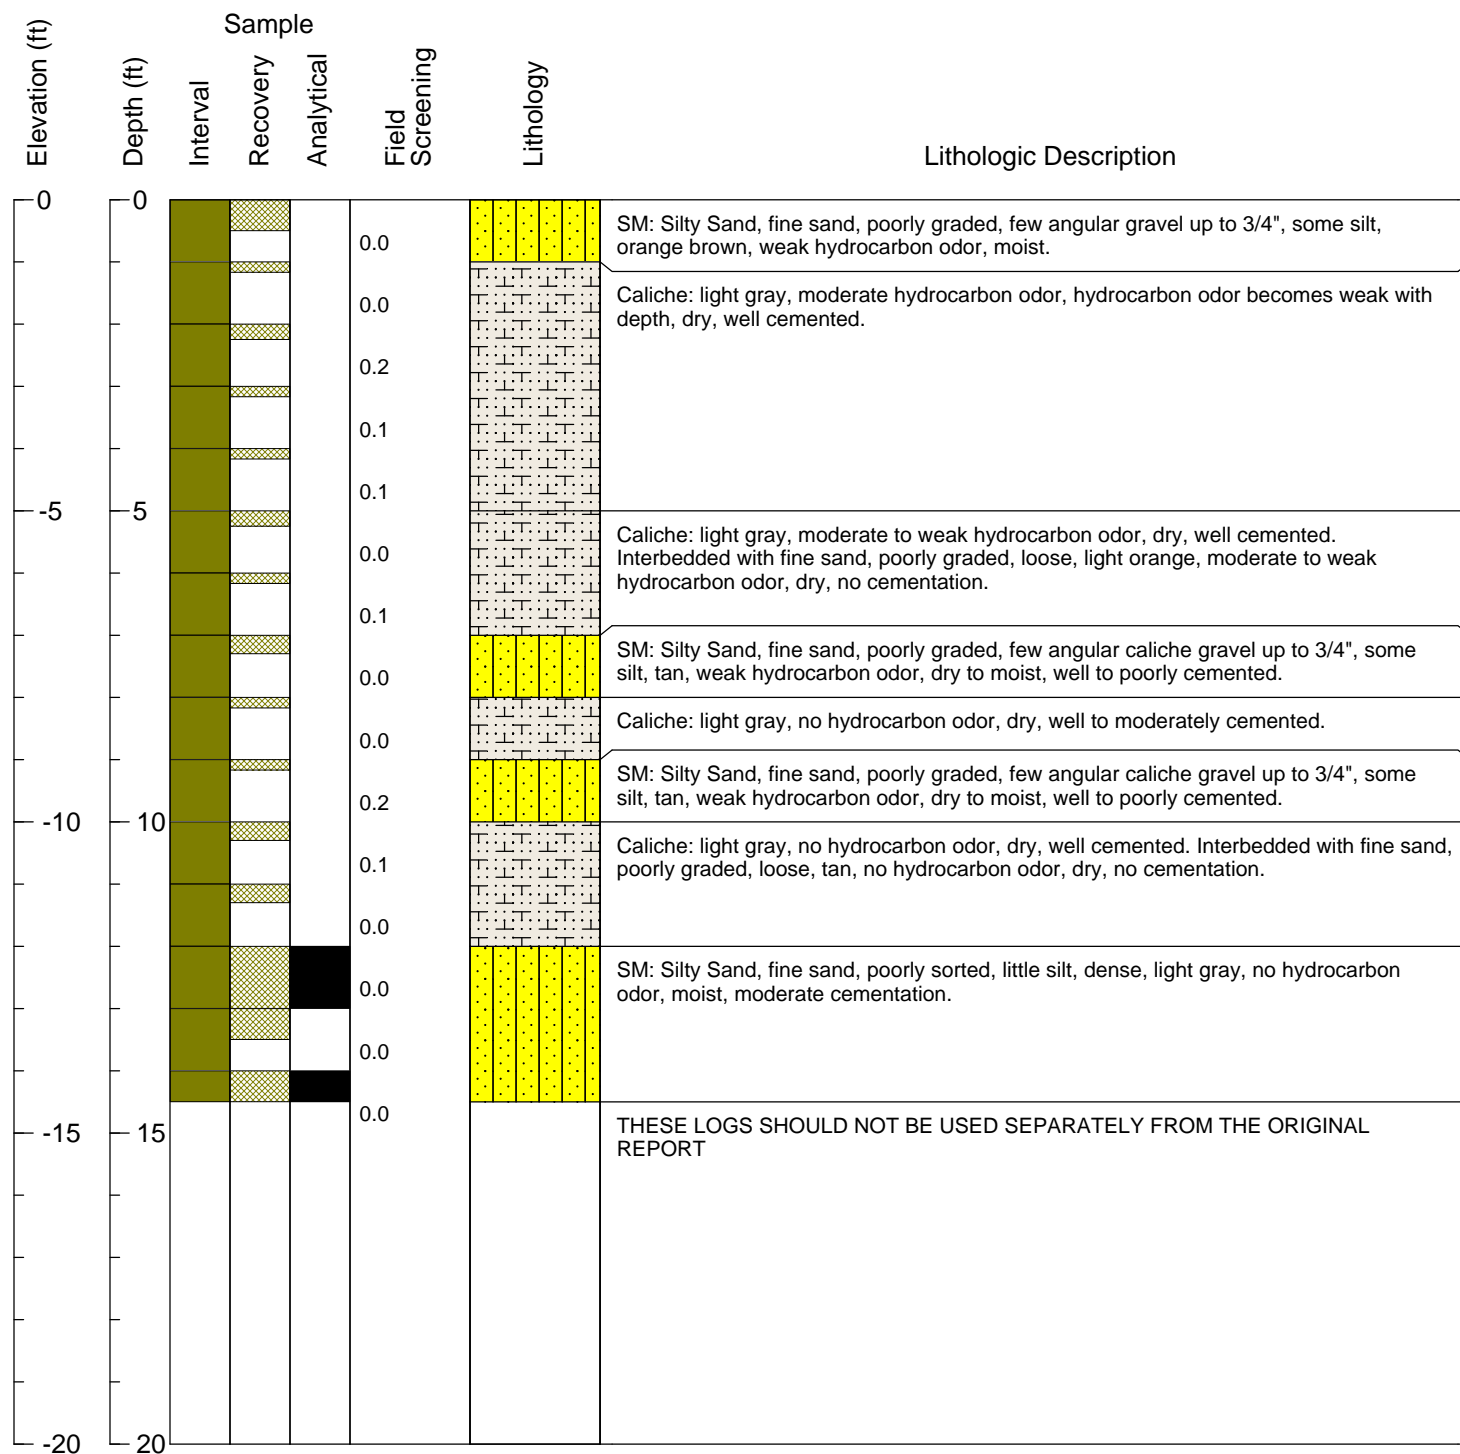 Sample
Elevation (ft)
Depth (ft)
Interval
Recovery
Analytical
Field
Screening
Lithology
Lithologic Description
0
0
SM: Silty Sand, fine sand, poorly graded, few angular gravel up to 3/4", some silt,
orange brown, weak hydrocarbon odor, moist.
0.0
Caliche: light gray, moderate hydrocarbon odor, hydrocarbon odor becomes weak with
depth, dry, well cemented.
0.0
0.2
0.1
0.1
-5
5
Caliche: light gray, moderate to weak hydrocarbon odor, dry, well cemented.
Interbedded with fine sand, poorly graded, loose, light orange, moderate to weak
hydrocarbon odor, dry, no cementation.
0.0
0.1
SM: Silty Sand, fine sand, poorly graded, few angular caliche gravel up to 3/4", some
silt, tan, weak hydrocarbon odor, dry to moist, well to poorly cemented.
0.0
Caliche: light gray, no hydrocarbon odor, dry, well to moderately cemented.
0.0
SM: Silty Sand, fine sand, poorly graded, few angular caliche gravel up to 3/4", some
silt, tan, weak hydrocarbon odor, dry to moist, well to poorly cemented.
0.2
-10
10
Caliche: light gray, no hydrocarbon odor, dry, well cemented. Interbedded with fine sand,
poorly graded, loose, tan, no hydrocarbon odor, dry, no cementation.
0.1
0.0
SM: Silty Sand, fine sand, poorly sorted, little silt, dense, light gray, no hydrocarbon
odor, moist, moderate cementation.
0.0
0.0
0.0
THESE LOGS SHOULD NOT BE USED SEPARATELY FROM THE ORIGINAL
REPORT
-15
15
-20
20